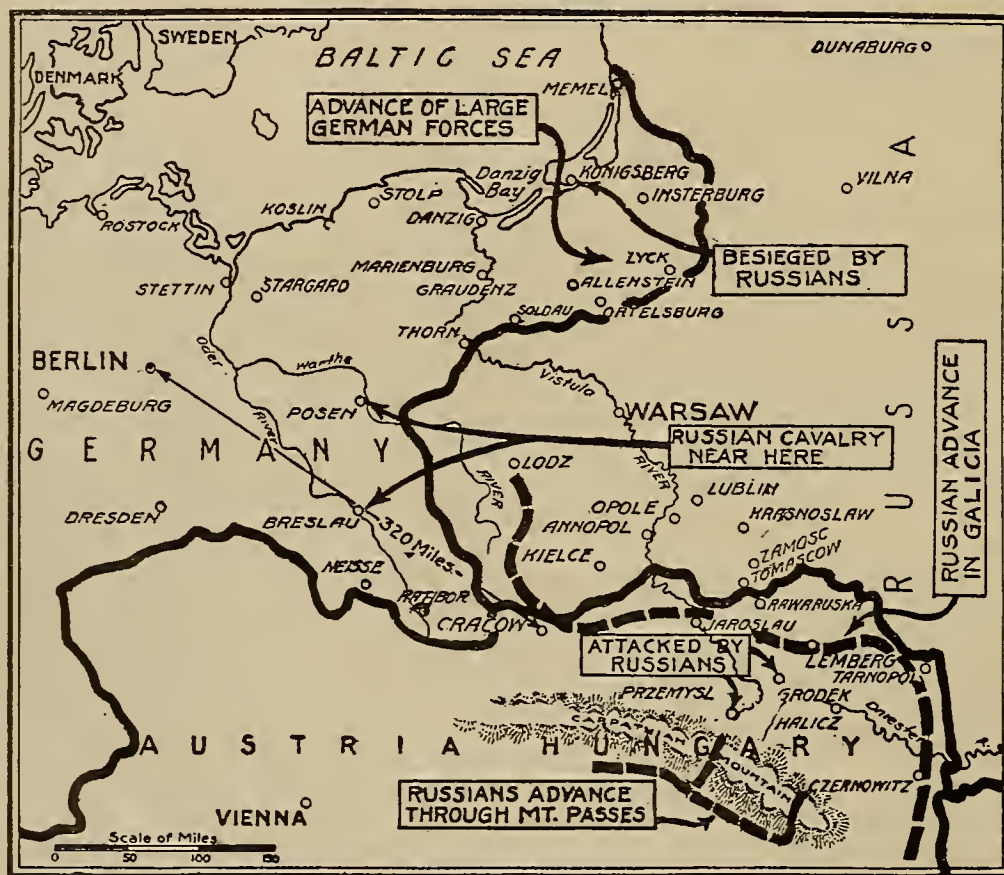 SWEDEN
DENMARK
BALTIC SEA
DUNABURG
MEMEL
ADVANCE OF LARGE
GERMAN FORCES
Danzig
Bay
KÖNIGSBERG
INSTERBURG
VILNA
STOLP
KOSLIN
DANZIG
ROSTOCK
LYCK
BESIEGED BY
RUSSIANS
MARIENBURG
GRAUDENZ
ALLENSTEIN
STETTIN
STARGARD
SOLDAU
ORTELSBURG
THORN
Oder
River
Warthe
River
Vistula
River
BERLIN
MAGDEBURG
POSEN
WARSAW
RUSSIAN CAVALRY
NEAR HERE
GERMANY
RUSSIA
RUSSIAN ADVANCE
IN GALICIA
LODZ
LUBLIN
DRESDEN
BRESLAU
320 Miles.
OPOLE
ANNOPOL
KRASNOSLAW
KIELCE
ZAMOSC
TOMASCOW
NEISSE
RATIBOR
RAWARUSKA
CRACOW
JAROSLAU
ATTACKED BY
RUSSIANS
LEMBERG
TARNOPOL
PRZEMYSL
GRODEK
HALICZ
AUSTRIA HUNGARY
MOUNTAIN
CZERNOWITZ
RUSSIANS ADVANCE
THROUGH MT. PASSES
VIENNA
Scale of Miles
0 50 100 150